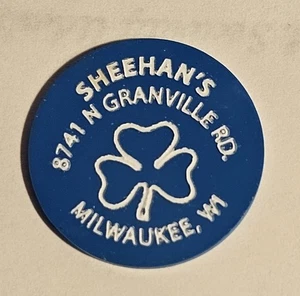 SHEEHAN'S
8741 N GRANVILLE RD.
MILWAUKEE, WI